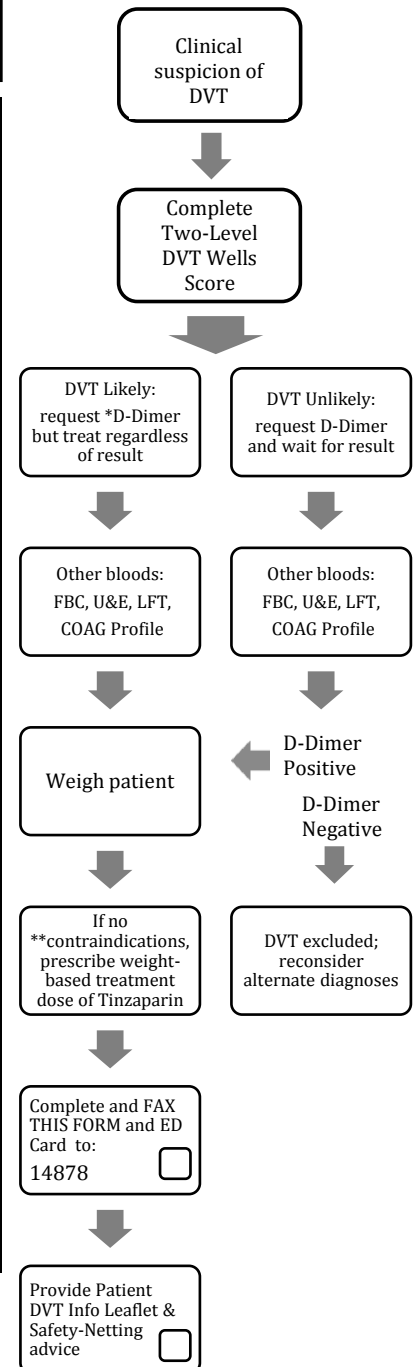 Clinical
suspicion of
DVT
Complete
Two-Level
DVT Wells
Score
DVT Likely:
request *D-Dimer
but treat regardless
of result
DVT Unlikely:
request D-Dimer
and wait for result
Other bloods:
FBC, U&E, LFT,
COAG Profile
Other bloods:
FBC, U&E, LFT,
COAG Profile
Weigh patient
D-Dimer
Positive
D-Dimer
Negative
If no
**contraindications,
prescribe weight-
based treatment
dose of Tinzaparin
DVT excluded;
reconsider
alternate diagnoses
Complete and FAX
THIS FORM and ED
Card to:
14878
Provide Patient
DVT Info Leaflet &
Safety-Netting
advice